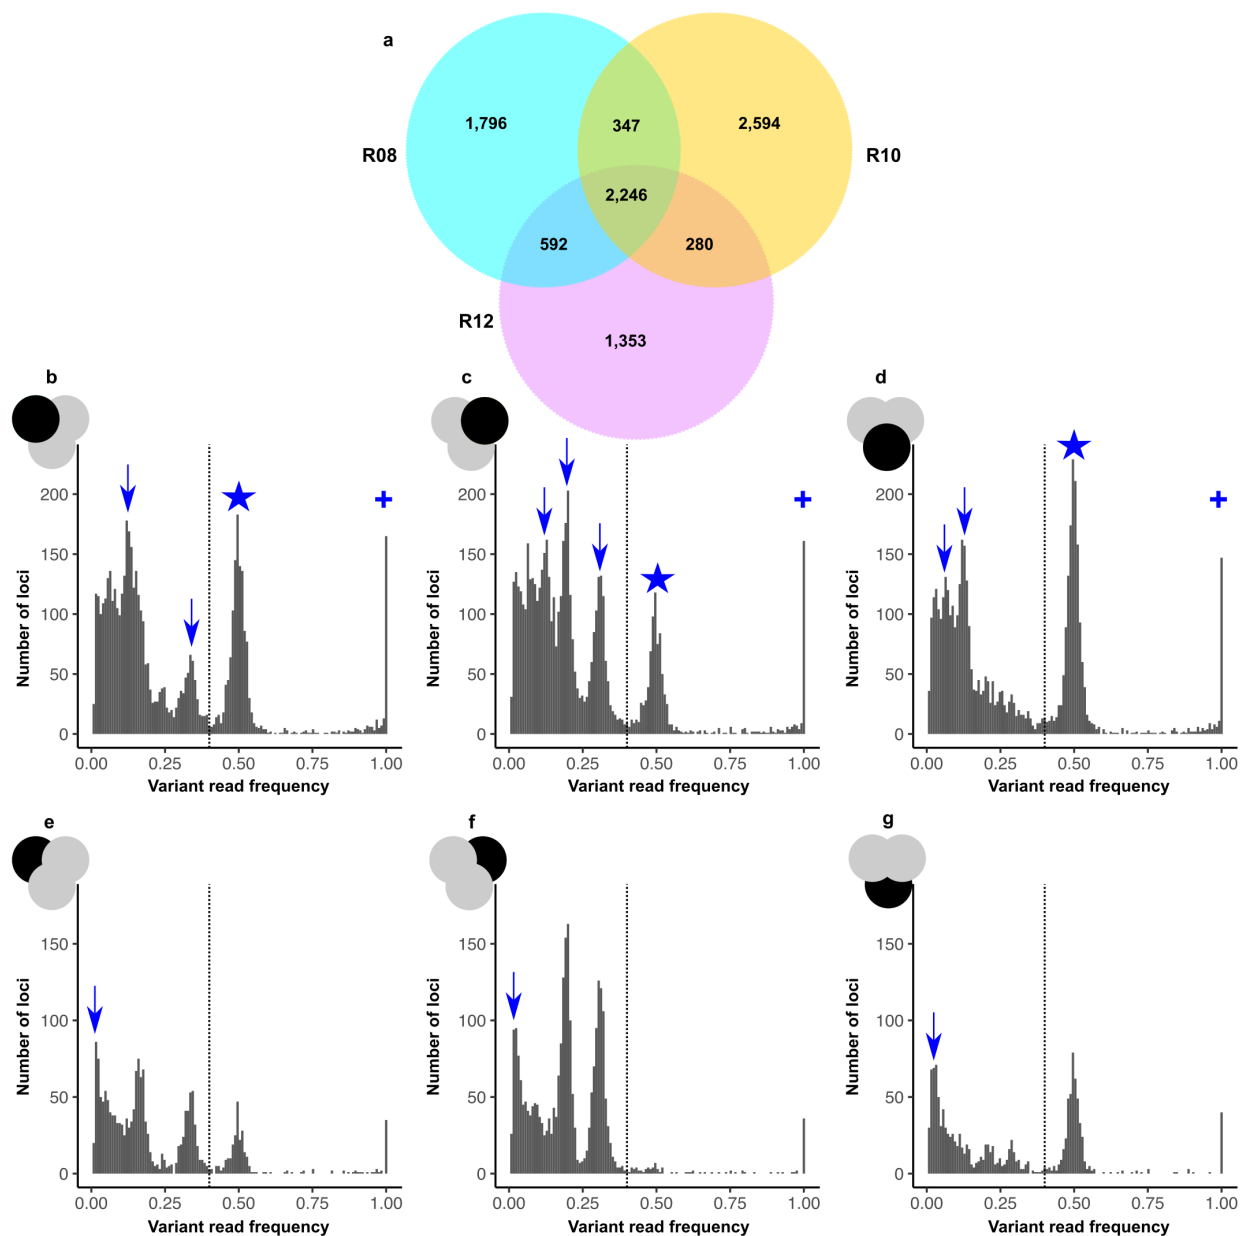 a
1,796
347
2,594
R08
R10
2,246
592
280
R12
1,353
b
c
d
Number of loci
200
150
100
50
0
0.00 0.25 0.50 0.75 1.00
Variant read frequency
Number of loci
200
150
100
50
0
0.00 0.25 0.50 0.75 1.00
Variant read frequency
Number of loci
200
150
100
50
0
0.00 0.25 0.50 0.75 1.00
Variant read frequency
e
f
g
Number of loci
150
100
50
0
0.00 0.25 0.50 0.75 1.00
Variant read frequency
Number of loci
150
100
50
0
0.00 0.25 0.50 0.75 1.00
Variant read frequency
Number of loci
150
100
50
0
0.00 0.25 0.50 0.75 1.00
Variant read frequency